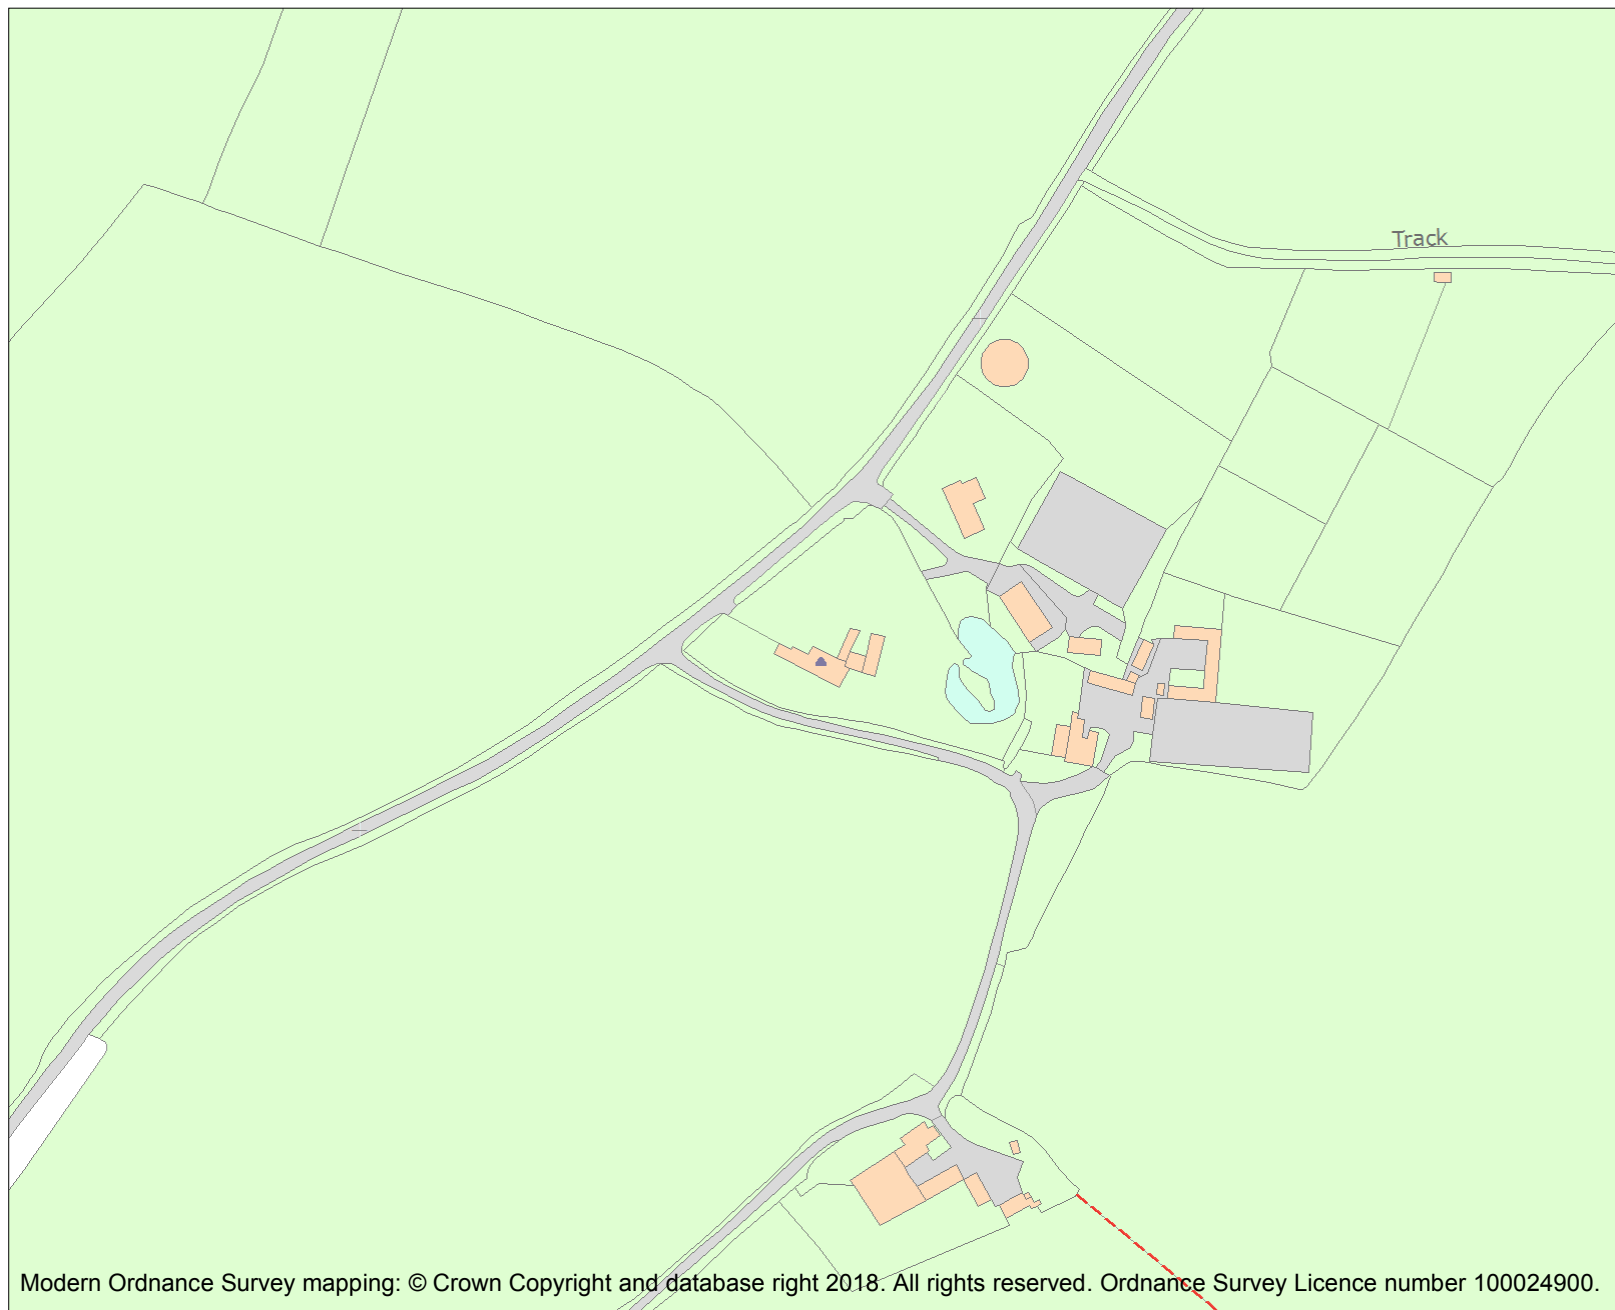 Track
Modern Ordnance Survey mapping: © Crown Copyright and database right 2018. All rights reserved. Ordnance Survey Licence number 100024900.